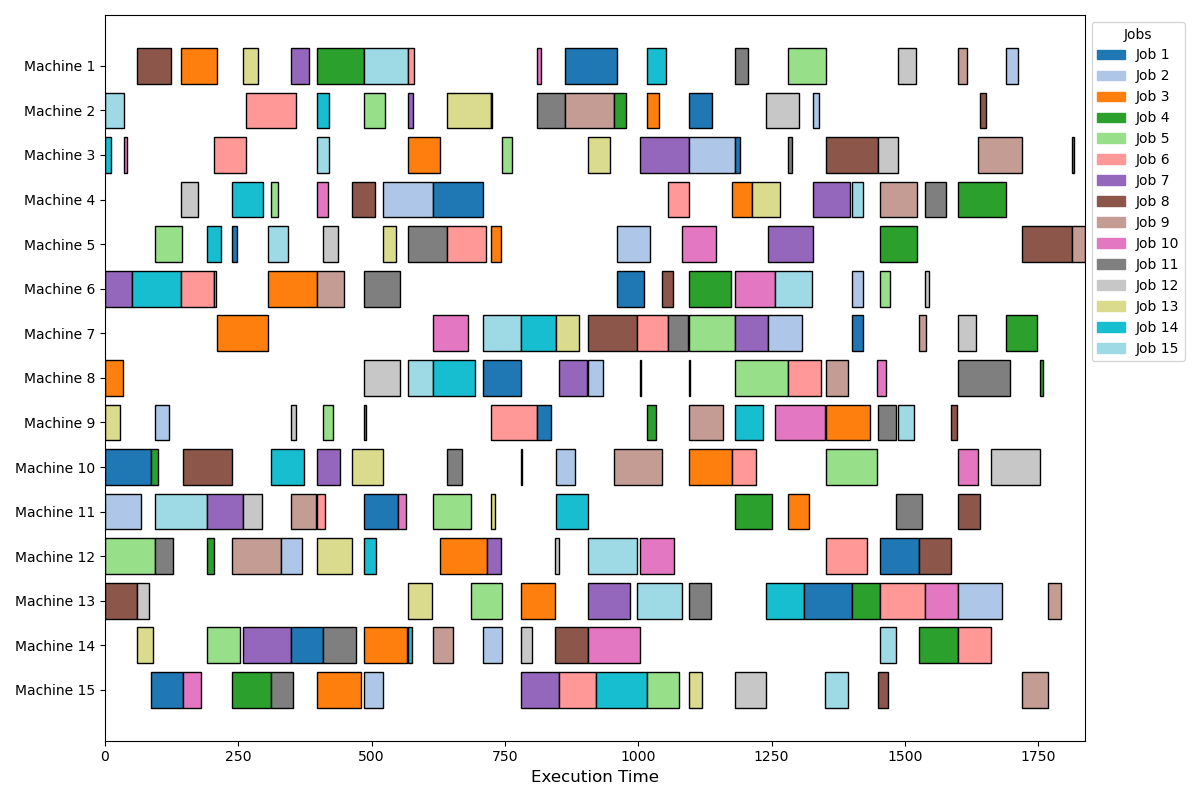 Machine 1
Machine 2
Machine 3
Machine 4
Machine 5
Machine 6
Machine 7
Machine 8
Machine 9
Machine 10
Machine 11
Machine 12
Machine 13
Machine 14
Machine 15
0 250 500 750 1000 1250 1500 1750
Execution Time
Jobs
Job 1
Job 2
Job 3
Job 4
Job 5
Job 6
Job 7
Job 8
Job 9
Job 10
Job 11
Job 12
Job 13
Job 14
Job 15